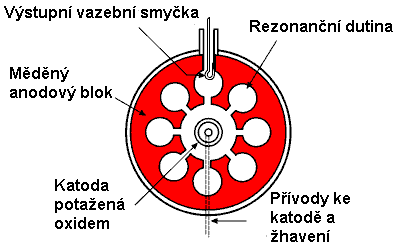 Výstupní vazební smyčka
Rezonanční dutina
Měděný
anodový blok
Katoda
potažená
oxidem
Přívody ke
katodě a
žhavení